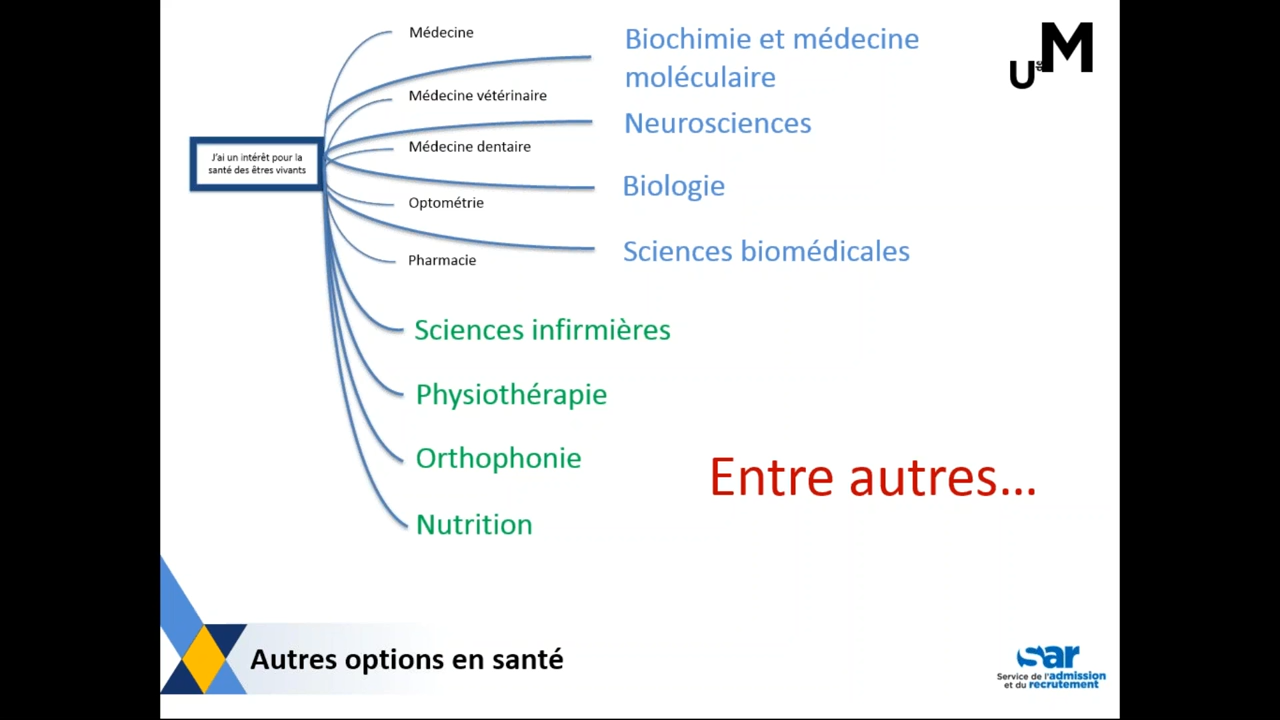 Médecine
Biochimie et médecine
moléculaire
Médecine vétérinaire
Neurosciences
Médecine dentaire
J'ai un intérêt pour la
santé des êtres vivants
Biologie
Optométrie
Sciences biomédicales
Pharmacie
Sciences infirmières
Physiothérapie
Orthophonie
Entre autres...
Nutrition
Autres options en santé
U de M
sar
Service de l'admission
et du recrutement